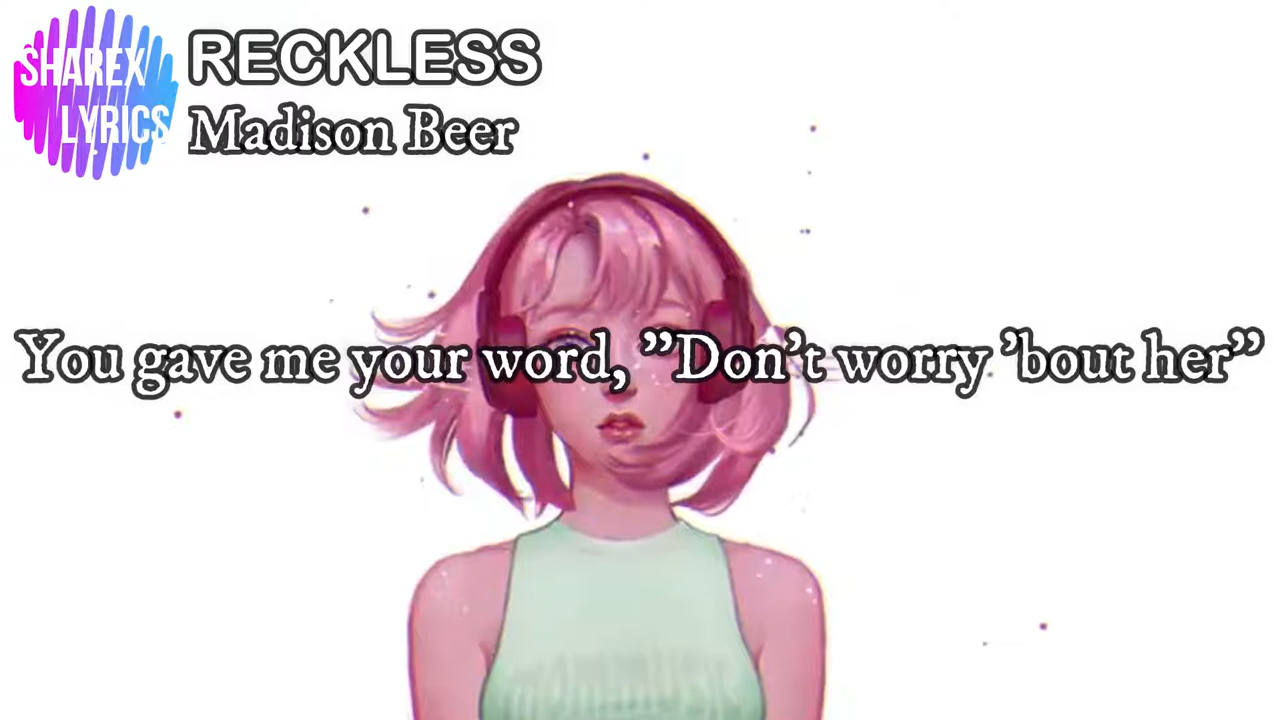 SHAREX
LYRICS
RECKLESS
Madison Beer
You gave me your word, ”Don’t worry ’bout her”